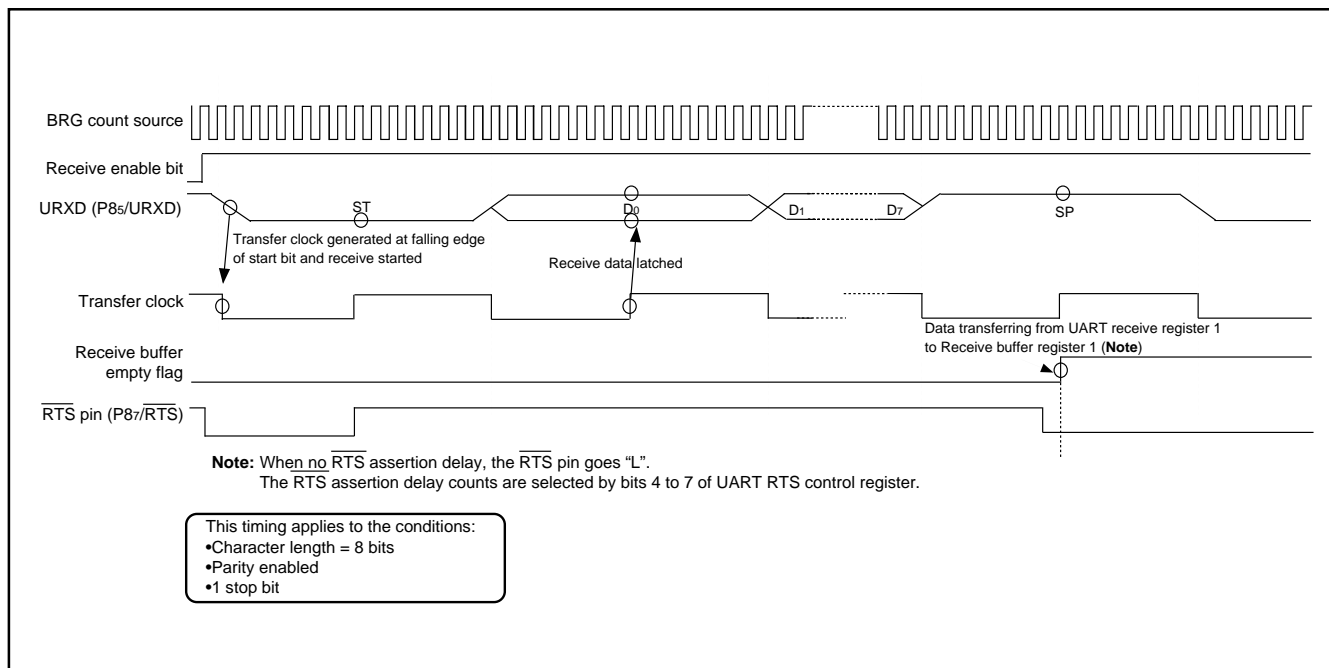 BRG count source
Receive enable bit
URXD (P85/URXD)
ST
D0
D1
D7
SP
Transfer clock generated at falling edge
of start bit and receive started
Receive data latched
Transfer clock
Data transferring from UART receive register 1
to Receive buffer register 1 (Note)
Receive buffer
empty flag
RTS pin (P87/RTS)
Note: When no RTS assertion delay, the RTS pin goes “L”.
The RTS assertion delay counts are selected by bits 4 to 7 of UART RTS control register.
This timing applies to the conditions:
•Character length = 8 bits
•Parity enabled
•1 stop bit